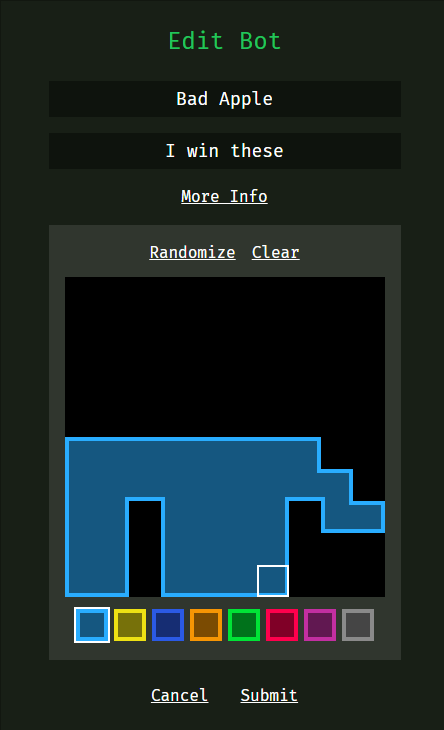 Edit Bot
Bad Apple
I win these
More Info
Randomize Clear
Cancel Submit